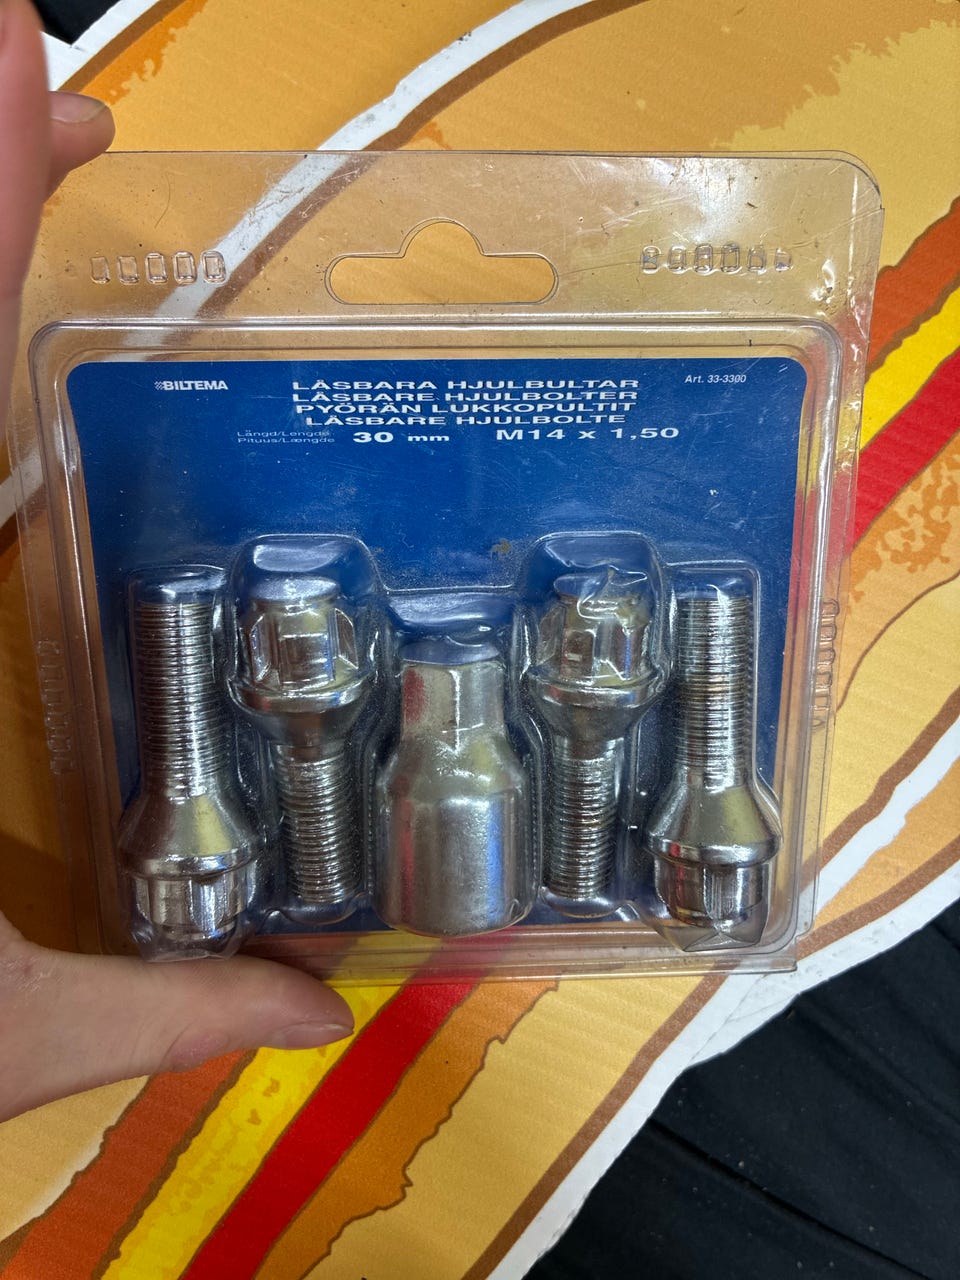 BILTEMA
LÅSBARA HJULBULTAR
Art. 33-3300
LÅSBARE HJULBOLTER
PYÖRÄN LUKKOPULTIT
LÅSBARE HJULBOLTE
Längd/Lengde
Pituus/Længde
30 mm M14 x 1,50